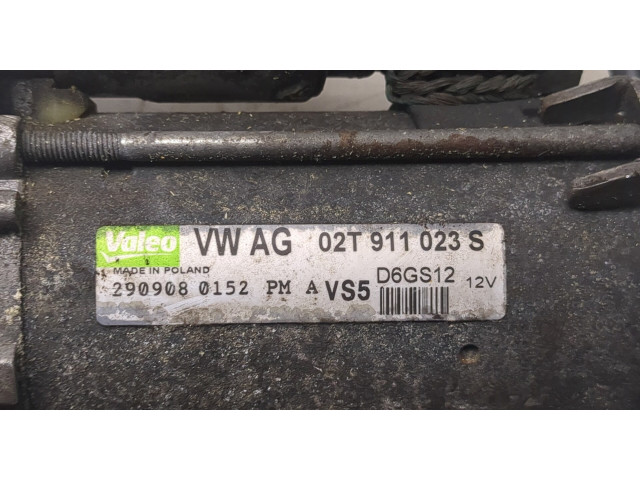 Valeo VW AG 02T 911 023 S
MADE IN POLAND D6GS12 12V
290908 0152 PM A VS5